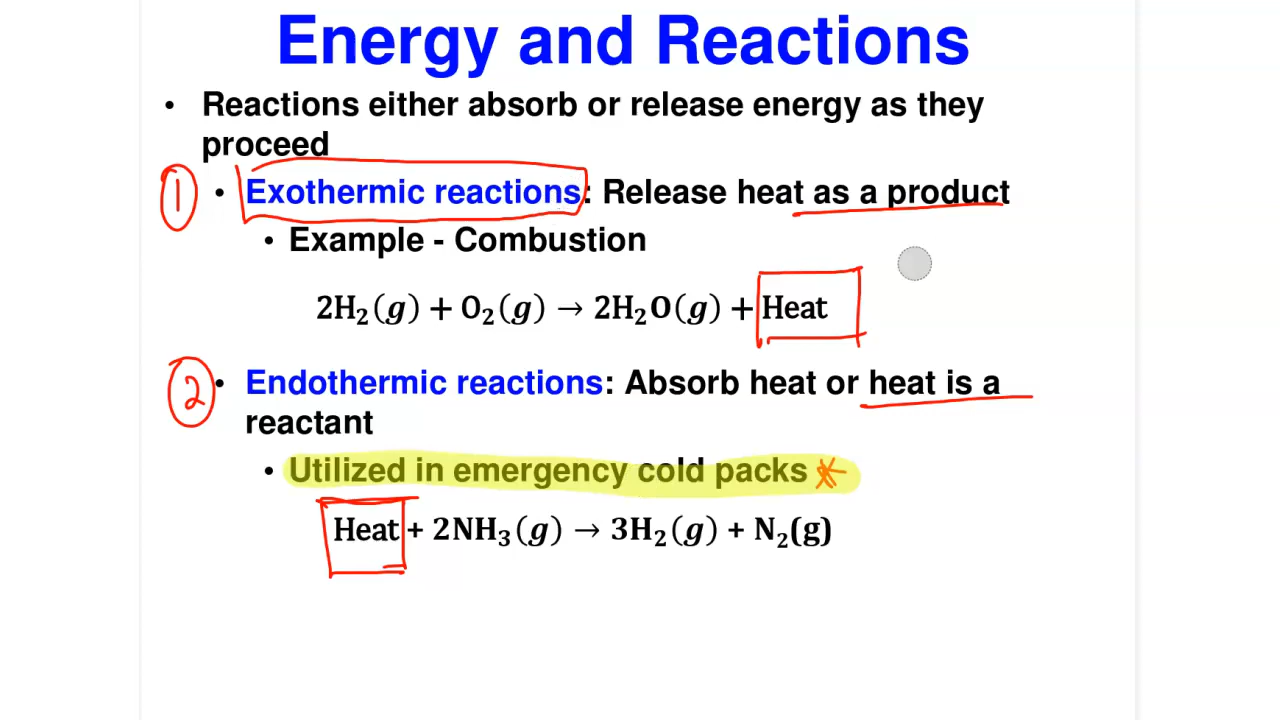 Energy and Reactions
• Reactions either absorb or release energy as they
proceed
① • Exothermic reactions: Release heat as a product
• Example - Combustion
2H₂(g) + O₂(g) → 2H₂O(g) + Heat
② • Endothermic reactions: Absorb heat or heat is a
reactant
• Utilized in emergency cold packs *
Heat + 2NH₃(g) → 3H₂(g) + N₂(g)